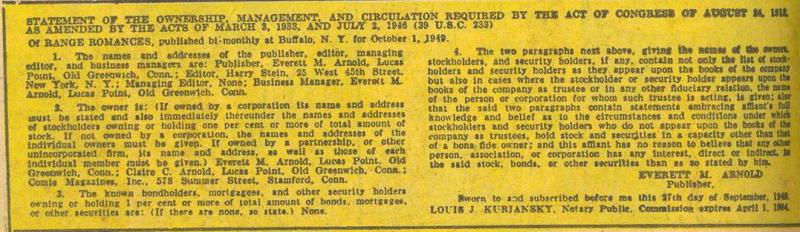 STATEMENT OF THE OWNERSHIP, MANAGEMENT, AND CIRCULATION REQUIRED BY THE ACT OF CONGRESS OF AUGUST 24, 1912,
AS AMENDED BY THE ACTS OF MARCH 3, 1933, AND JULY 2, 1946 (39 U.S.C. 233)
Of RANGE ROMANCES, published bi-monthly at Buffalo, N. Y. for October 1, 1949.
1. The names and addresses of the publisher, editor, managing
editor, and business managers are: Publisher, Everett M. Arnold, Lucas
Point, Old Greenwich, Conn.; Editor, Harry Stein, 25 West 45th Street,
New York, N. Y.; Managing Editor, None; Business Manager, Everett M.
Arnold, Lucas Point, Old Greenwich, Conn.
2. The owner is: (If owned by a corporation its name and address
must be stated and also immediately thereunder the names and addresses
of stockholders owning or holding one per cent or more of total amount of
stock. If not owned by a corporation, the names and addresses of the
individual owners must be given. If owned by a partnership, or other
unincorporated firm, its name and address, as well as those of each
individual member must be given.) Everett M. Arnold, Lucas Point, Old
Greenwich, Conn.; Claire C. Arnold, Lucas Point, Old Greenwich, Conn.;
Comic Magazines, Inc., 578 Summer Street, Stamford, Conn.
3. The known bondholders, mortgagees, and other security holders
owning or holding 1 per cent or more of total amount of bonds, mortgages,
or other securities are: (If there are none, so state.) None.
4. The two paragraphs next above, giving the names of the owners,
stockholders, and security holders, if any, contain not only the list of stock-
holders and security holders as they appear upon the books of the company
but also in cases where the stockholder or security holder appears upon the
books of the company as trustee or in any other fiduciary relation, the name
of the person or corporation for whom such trustee is acting, is given; also
that the said two paragraphs contain statements embracing affiant's full
knowledge and belief as to the circumstances and conditions under which
stockholders and security holders who do not appear upon the books of the
company as trustees, hold stock and securities in a capacity other than that
of a bona fide owner; and this affiant has no reason to believe that any other
person, association, or corporation has any interest, direct or indirect, in
the said stock, bonds, or other securities than as so stated by him.
EVERETT M. ARNOLD
Publisher,
Sworn to and subscribed before me this 27th day of September, 1949.
LOUIS J. KURIANSKY, Notary Public. Commission expires April 1,